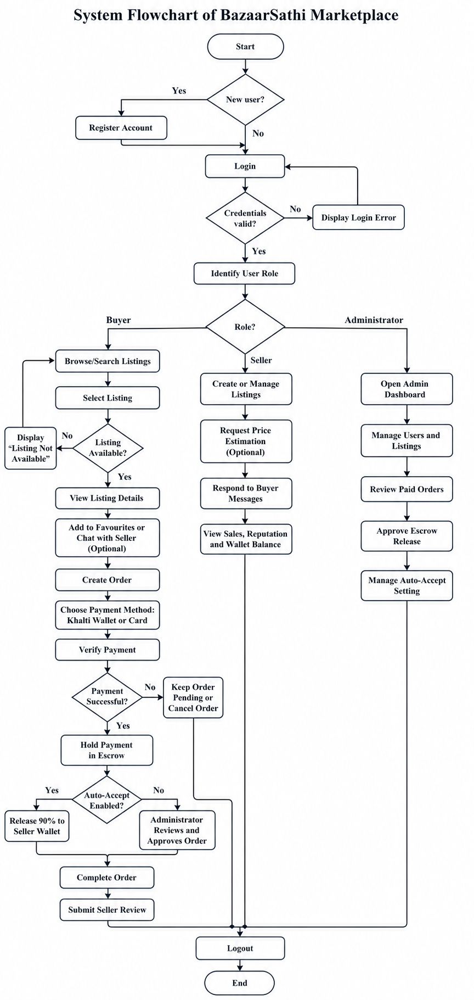 System Flowchart of BazaarSathi Marketplace
Start
New user?
Yes
No
Register Account
Login
Credentials
valid?
No
Display Login Error
Yes
Identify User Role
Role?
Buyer
Seller
Administrator
Browse/Search Listings
Select Listing
Listing
Available?
No
Display
“Listing Not
Available”
Yes
View Listing Details
Add to Favourites or
Chat with Seller
(Optional)
Create Order
Choose Payment Method:
Khalti Wallet or Card
Verify Payment
Payment
Successful?
No
Keep Order
Pending or
Cancel Order
Yes
Hold Payment
in Escrow
Auto-Accept
Enabled?
Yes
No
Release 90% to
Seller Wallet
Administrator
Reviews and
Approves Order
Complete Order
Submit Seller Review
Create or Manage
Listings
Request Price
Estimation
(Optional)
Respond to Buyer
Messages
View Sales, Reputation
and Wallet Balance
Open Admin
Dashboard
Manage Users and
Listings
Review Paid Orders
Approve Escrow
Release
Manage Auto-Accept
Setting
Logout
End